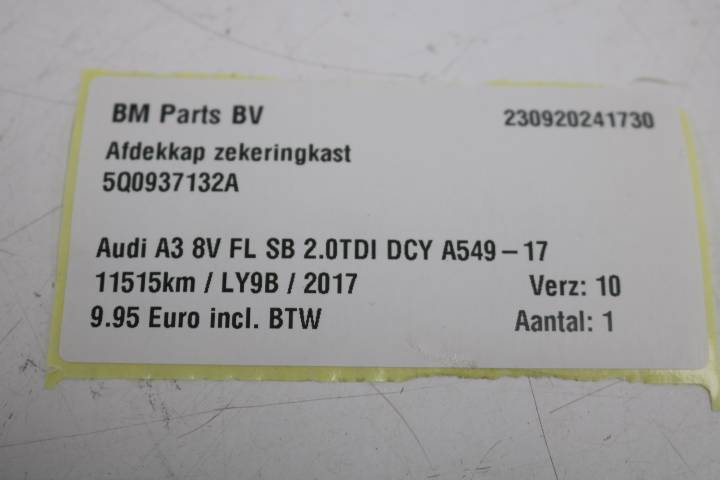 BM Parts BV 230920241730
Afdekkap zekeringkast
5Q0937132A
Audi A3 8V FL SB 2.0TDI DCY A549-17
11515km / LY9B / 2017 Verz: 10
9.95 Euro incl. BTW Aantal: 1